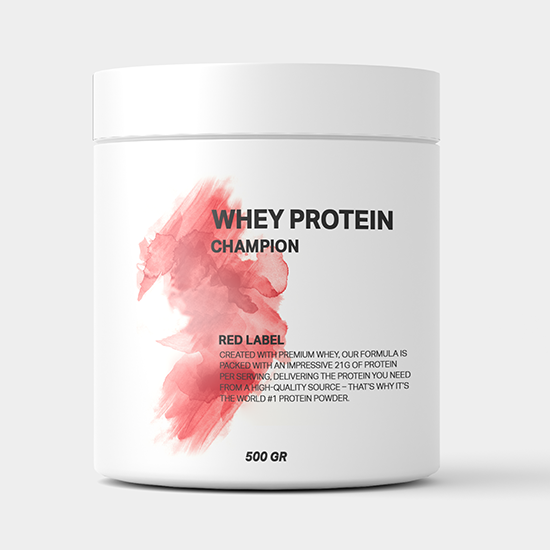 WHEY PROTEIN
CHAMPION
RED LABEL
CREATED WITH PREMIUM WHEY, OUR FORMULA IS
PACKED WITH AN IMPRESSIVE 21G OF PROTEIN
PER SERVING, DELIVERING THE PROTEIN YOU NEED
FROM A HIGH-QUALITY SOURCE – THAT'S WHY IT'S
THE WORLD #1 PROTEIN POWDER.
500 GR